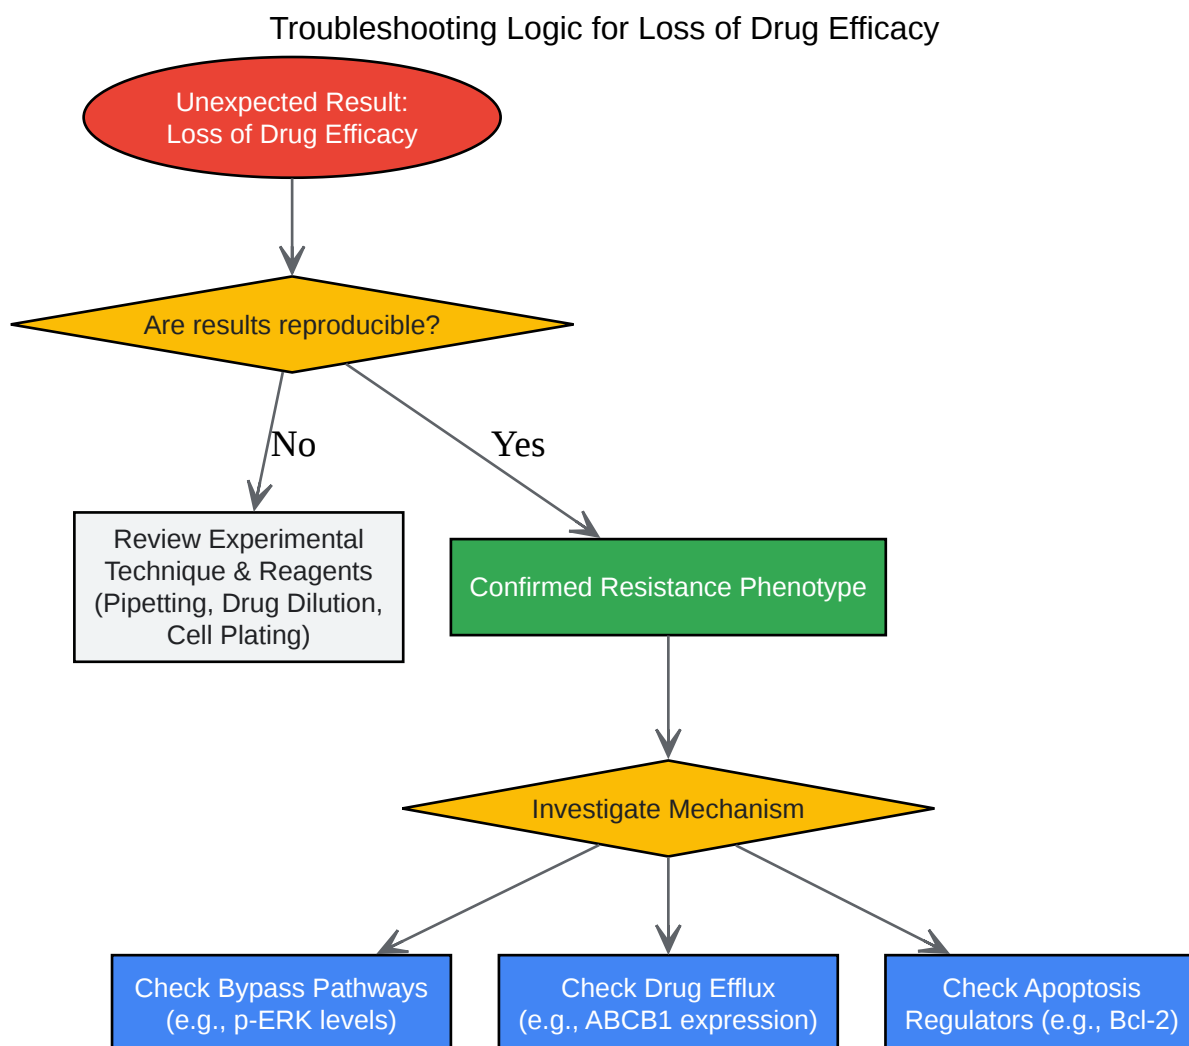 Troubleshooting Logic for Loss of Drug Efficacy
Unexpected Result:
Loss of Drug Efficacy
Are results reproducible?
No
Yes
Review Experimental
Technique & Reagents
(Pipetting, Drug Dilution,
Cell Plating)
Confirmed Resistance Phenotype
Investigate Mechanism
Check Bypass Pathways
(e.g., p-ERK levels)
Check Drug Efflux
(e.g., ABCB1 expression)
Check Apoptosis
Regulators (e.g., Bcl-2)